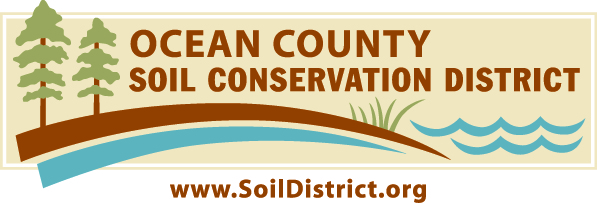 OCEAN COUNTY
SOIL CONSERVATION DISTRICT
www.SoilDistrict.org